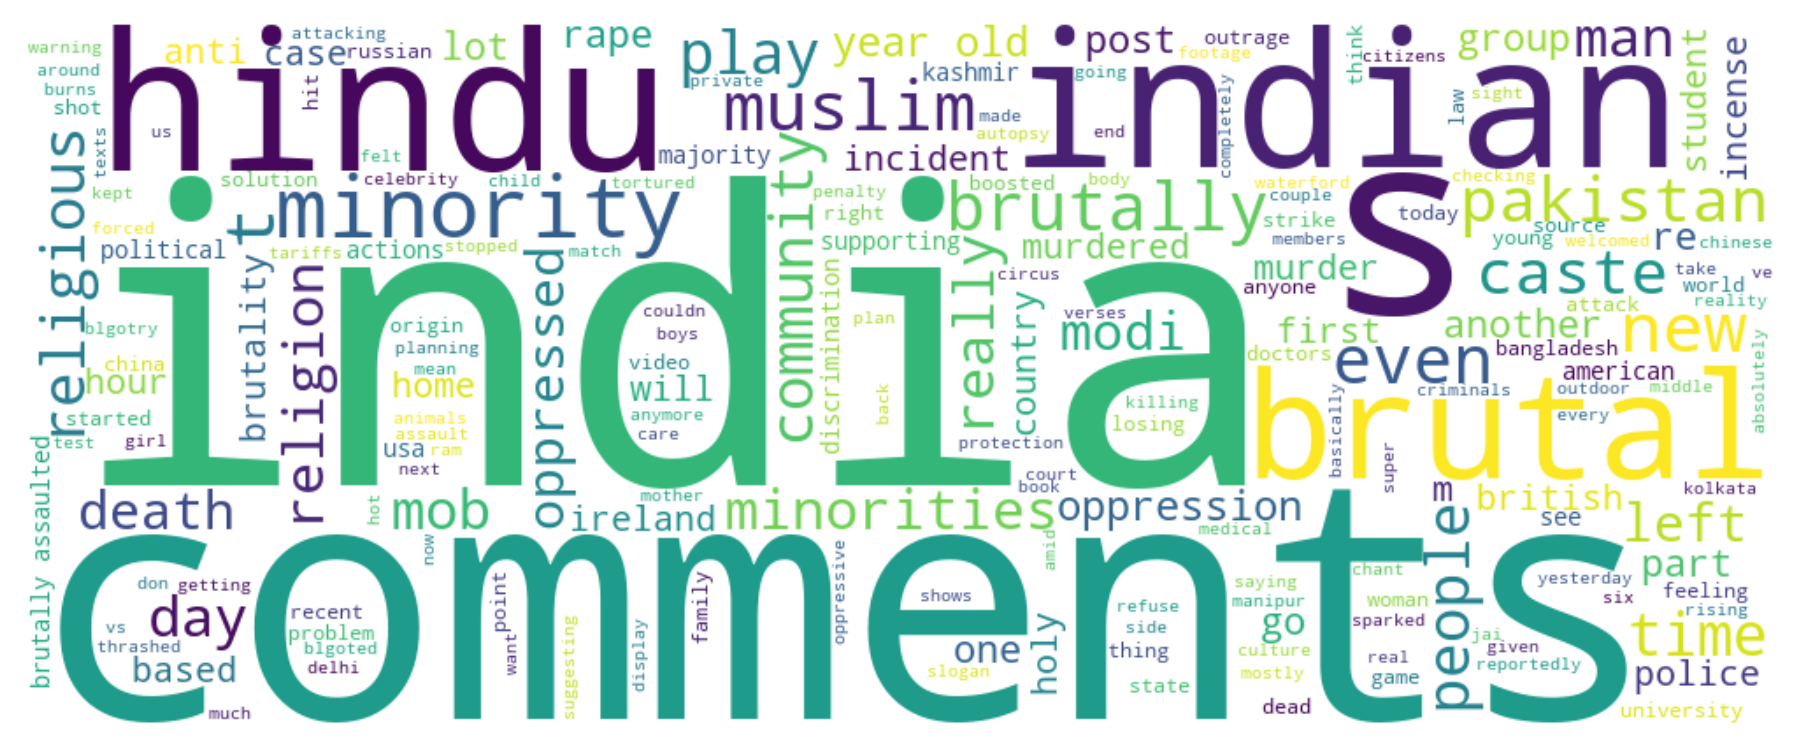 warning
anti
case
attacking
russian
lot
rape
play
year old
post
outrage
footage
think
citizens
group
man
student
incense
around
burns
shot
hindu
hit
private
kashmir
indian
going
completely
law
sight
us
texts
muslim
made
autopsy
end
felt
majority
incident
religious
kept
solution
celebrity
child
tortured
community
penalty
boosted
body
waterford
couple
checking
forced
t
minority
right
brutally
strike
s
today
pakistan
political
tariffs
actions
stopped
match
supporting
really
murdered
members
source
young
welcomed
re
chinese
brutality
religion
india
oppressed
discrimination
circus
country
murder
anyone
caste
take
ve
world
reality
attack
blgotry
origin
couldn
boys
plan
verses
modi
first
another
new
china
hour
planning
mean
home
video
will
doctors
even
bangladesh
american
absolutely
started
animals
assault
anymore
care
back
killing
losing
basically
criminals
outdoor
middle
every
test
girl
usa
ram
next
protection
brutal
super
brutally assaulted
death
hot
mob
mother
ireland
minorities
court
book
oppression
medical
m
british
kolkata
see
left
comments
now
oppressive
amid
people
part
don
getting
point
family
shows
saying
manipur
chant
woman
yesterday
six
feeling
rising
day
recent
problem
blgoted
delhi
vs
thrashed
based
want
suggesting
display
slogan
one
holy
refuse
side
thing
state
go
culture
mostly
sparked
real
game
jai
given
reportedly
time
police
much
dead
university